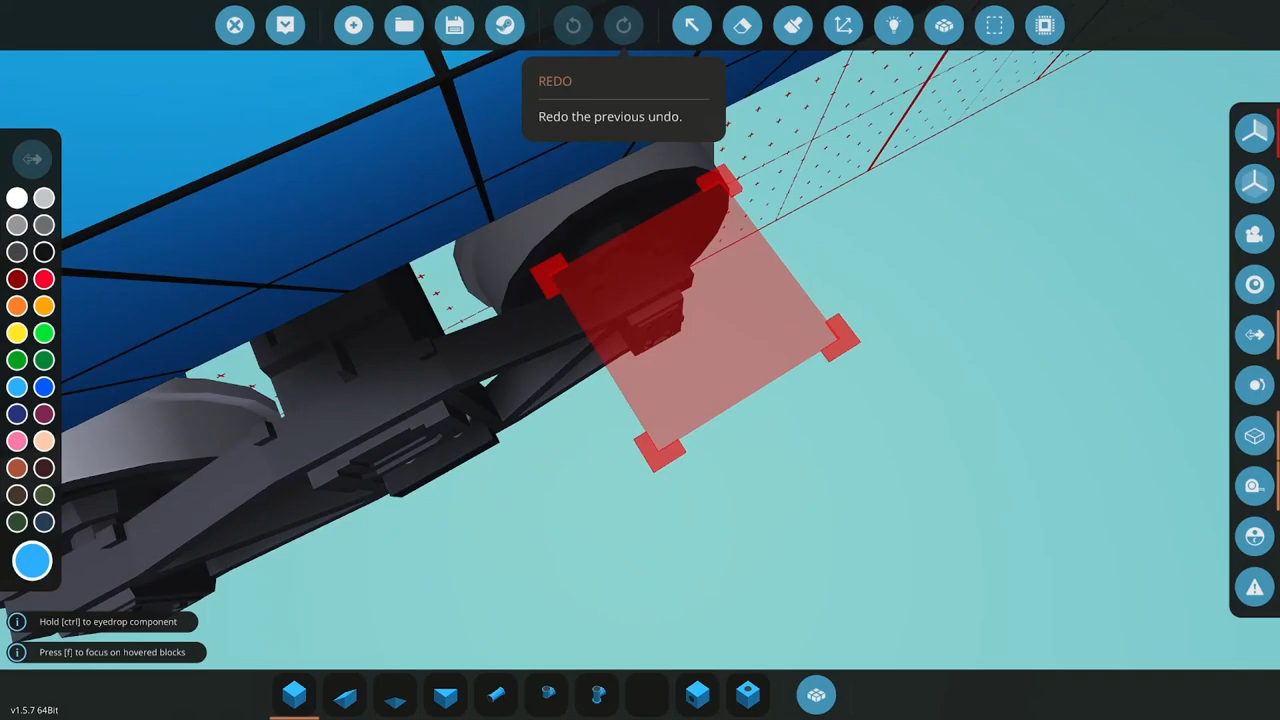 REDO
Redo the previous undo.
Hold [ctrl] to eyedrop component
Press [f] to focus on hovered blocks
v1.5.7 64Bit